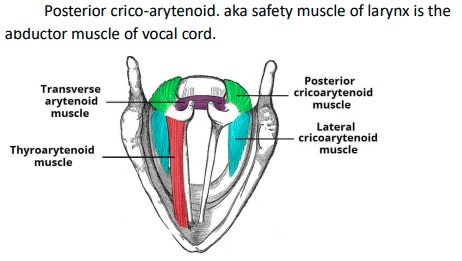 Posterior crico-arytenoid. aka safety muscle of larynx is the
abductor muscle of vocal cord.
Transverse
arytenoid
muscle
Thyroarytenoid
muscle
Posterior
cricoarytenoid
muscle
Lateral
cricoarytenoid
muscle